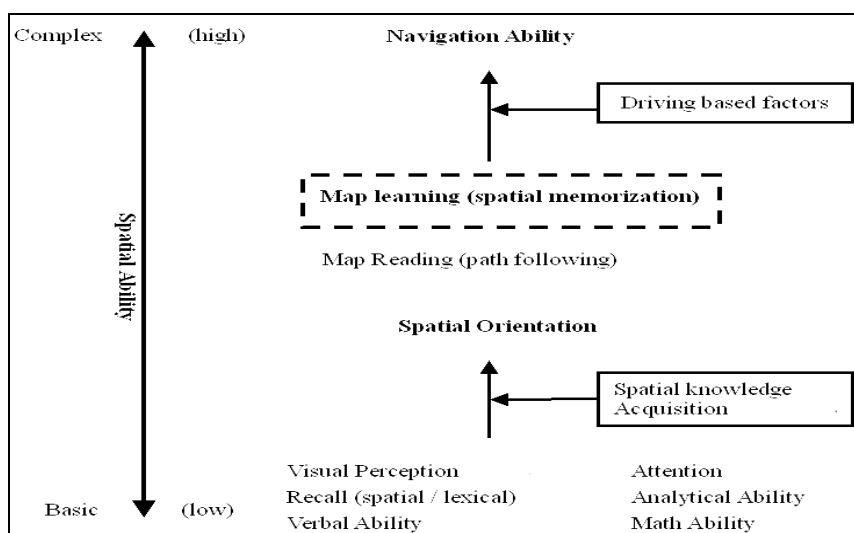 Complex (high) Navigation Ability
Driving based factors
Map learning (spatial memorization)
Spatial Ability
Map Reading (path following)
Spatial Orientation
Spatial knowledge
Acquisition
Visual Perception Attention
Recall (spatial / lexical) Analytical Ability
Basic (low) Verbal Ability Math Ability